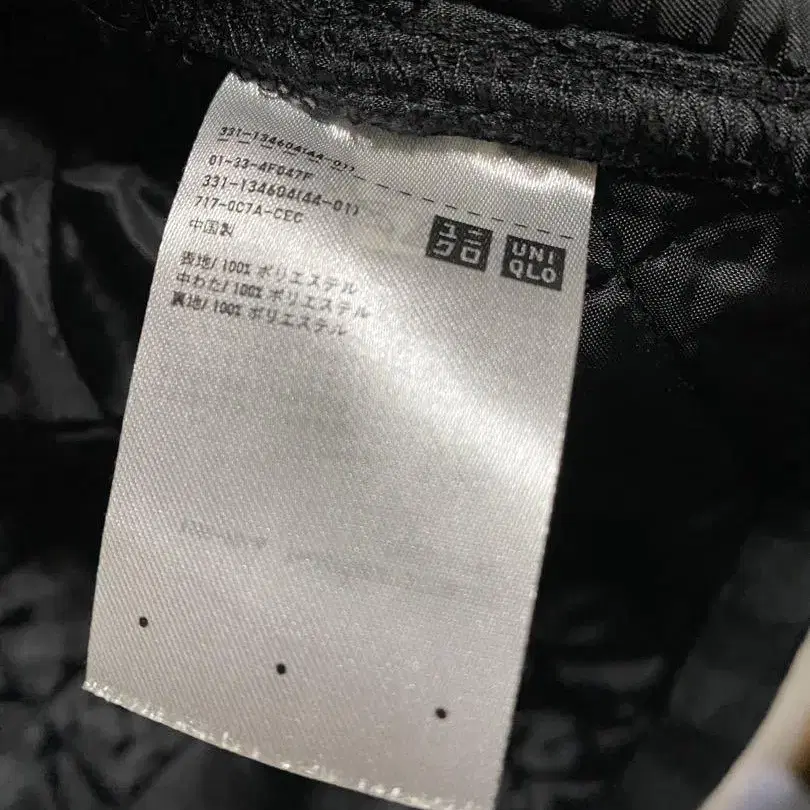 331-134604(44-01)
01-33-4F047F
331-134604(44-01)
717-0C7A-CEC
中国製
表地/100% ポリエステル
中わた/100% ポリエステル
裏地/100% ポリエステル
ユニ
クロ
UNI
QLO